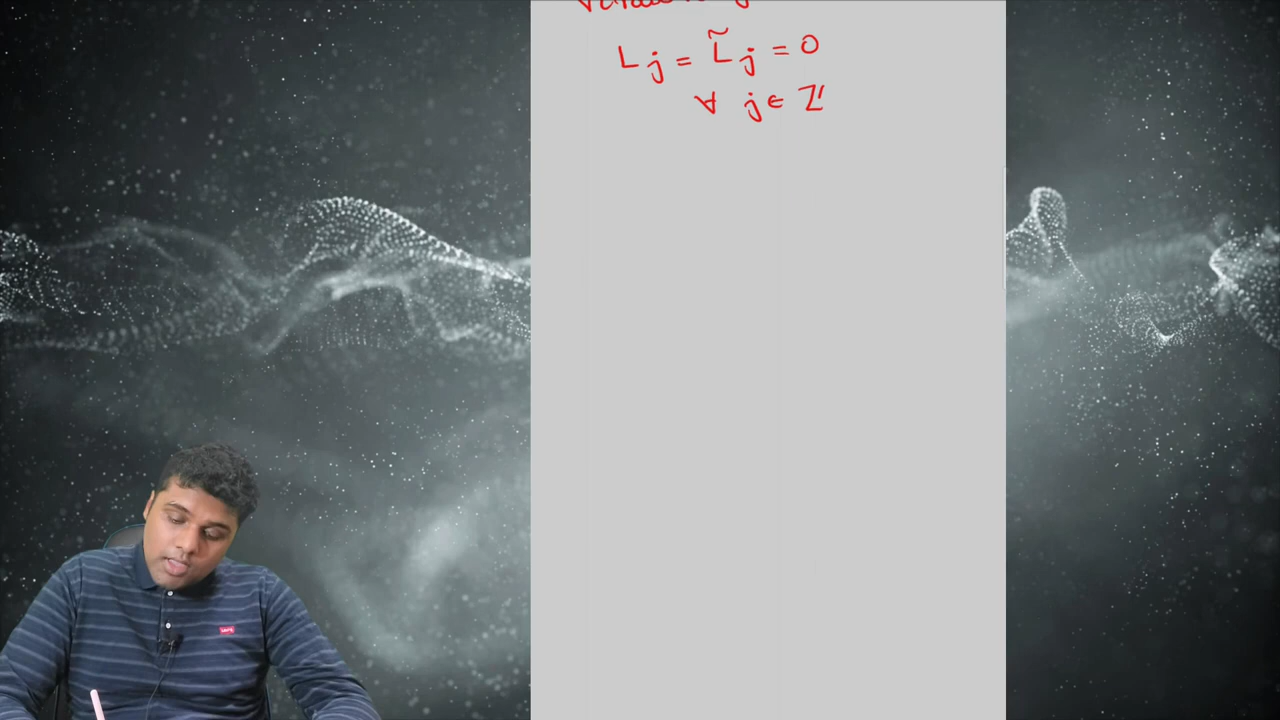 L_j = L̃_j = 0
∀ j ∈ ℤ